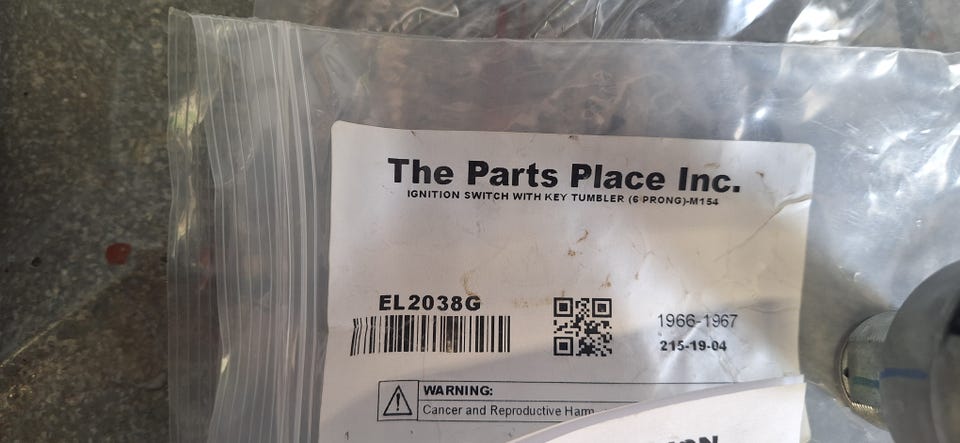 The Parts Place Inc.
IGNITION SWITCH WITH KEY TUMBLER (6 PRONG)-M154
EL2038G
1966-1967
215-19-04
WARNING:
Cancer and Reproductive Harm